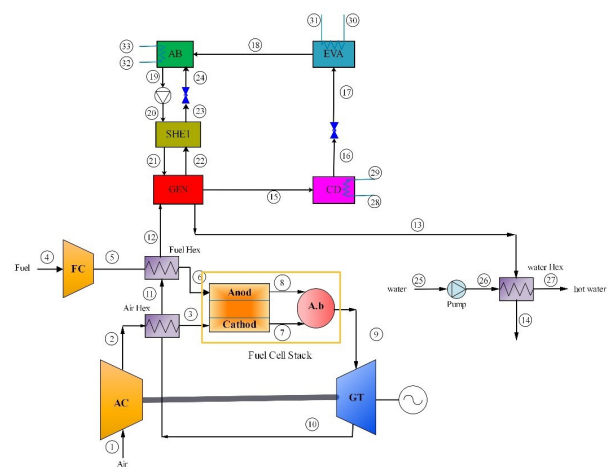 31
30
33
AB
18
EVA
32
19
24
17
20
23
SHE1
21
22
16
29
GEN
CD
15
28
13
12
4
5
Fuel Hex
water Hex
Fuel
FC
6
Anod
8
water
25
26
27
hot water
11
A.b
Pump
Air Hex
3
Cathod
7
14
2
Fuel Cell Stack
9
AC
GT
10
1
Air